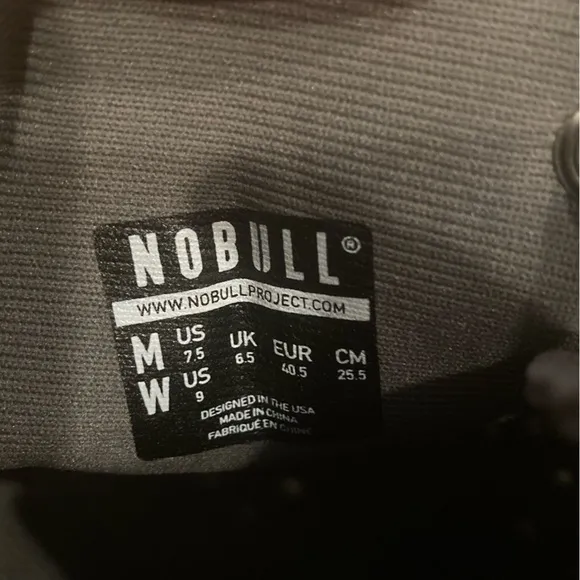 NOBULL®
WWW.NOBULLPROJECT.COM
M US 7.5 UK 6.5 EUR 40.5 CM 25.5
W US 9
DESIGNED IN THE USA
MADE IN CHINA
FABRIQUÉ EN CHINE